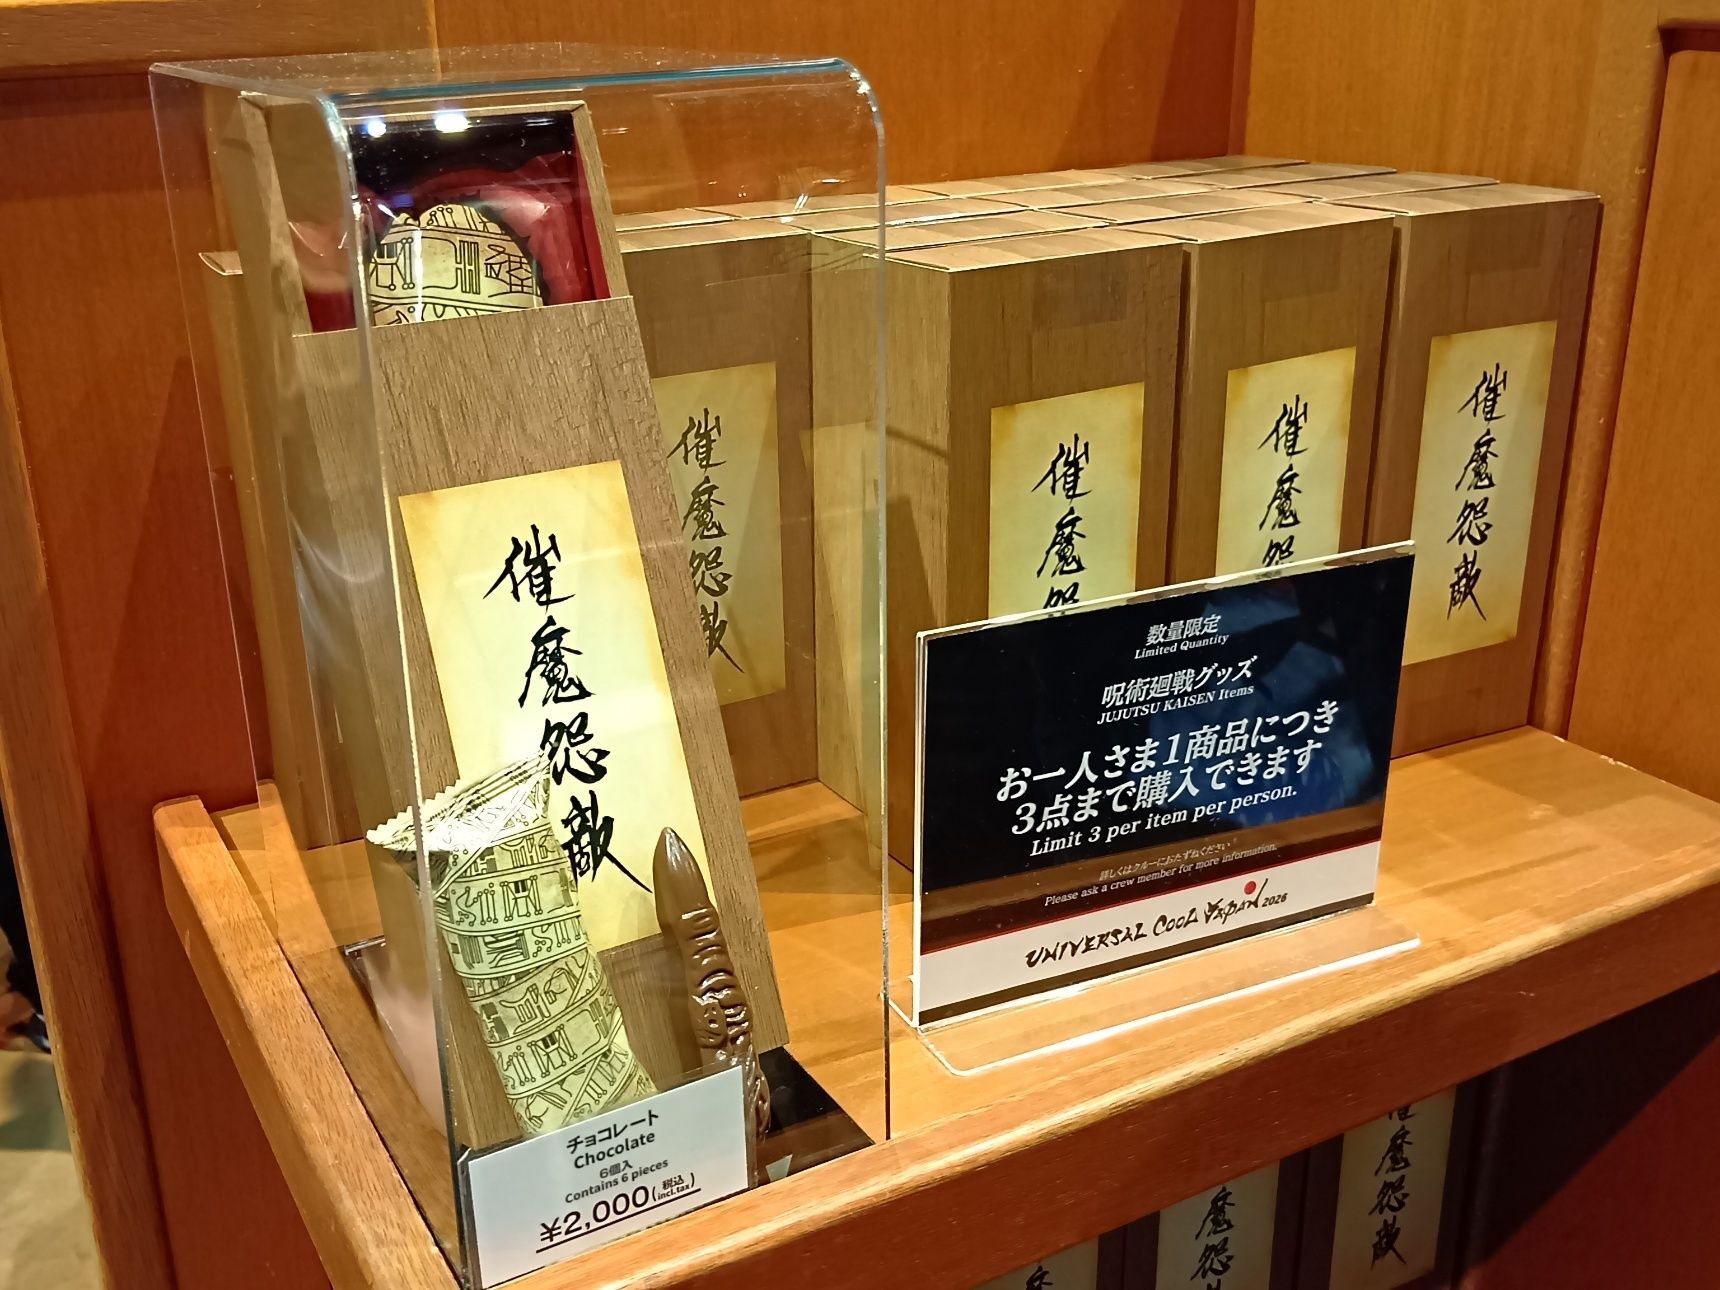 催魔怨敵
催魔怨敵
催魔怨
催魔怨
催魔怨敵
数量限定
Limited Quantity
呪術廻戦グッズ
JUJUTSU KAISEN Items
お一人さま1商品につき
3点まで購入できます
Limit 3 per item per person.
詳しくはクルーにおたずねください
Please ask a crew member for more information.
UNIVERSAL COOL JAPAN 2026
チョコレート
Chocolate
6個入
Contains 6 pieces
¥2,000(税込 incl.tax)
魔怨
魔怨敵